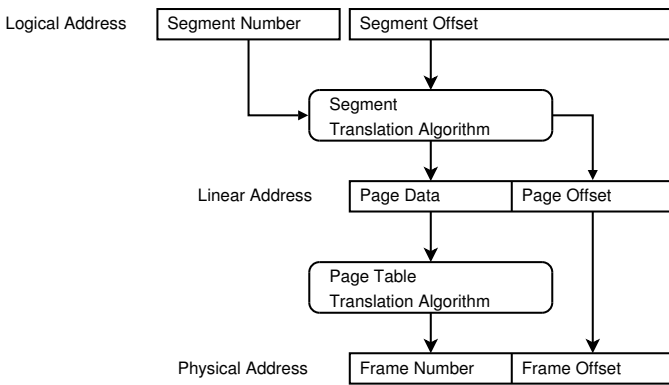 Logical Address Segment Number Segment Offset
Segment
Translation Algorithm
Linear Address Page Data Page Offset
Page Table
Translation Algorithm
Physical Address Frame Number Frame Offset